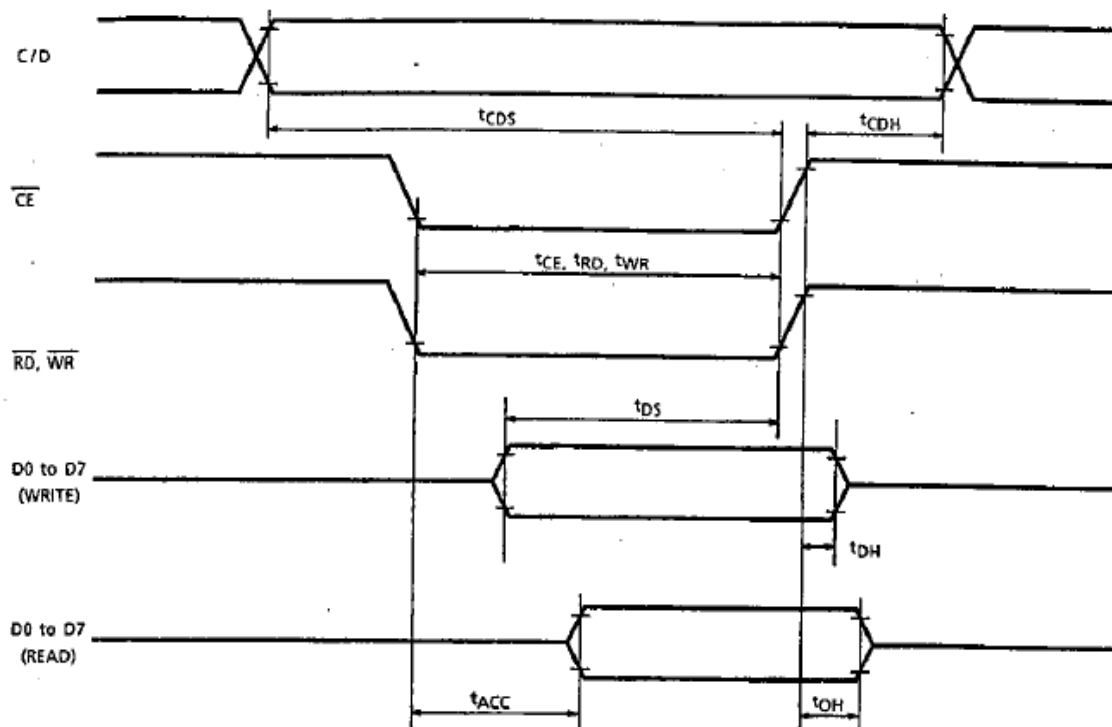 C/D
tCDS
tCDH
CE
tCE, tRD, tWR
RD, WR
tDS
D0 to D7
(WRITE)
tDH
D0 to D7
(READ)
tACC
tOH